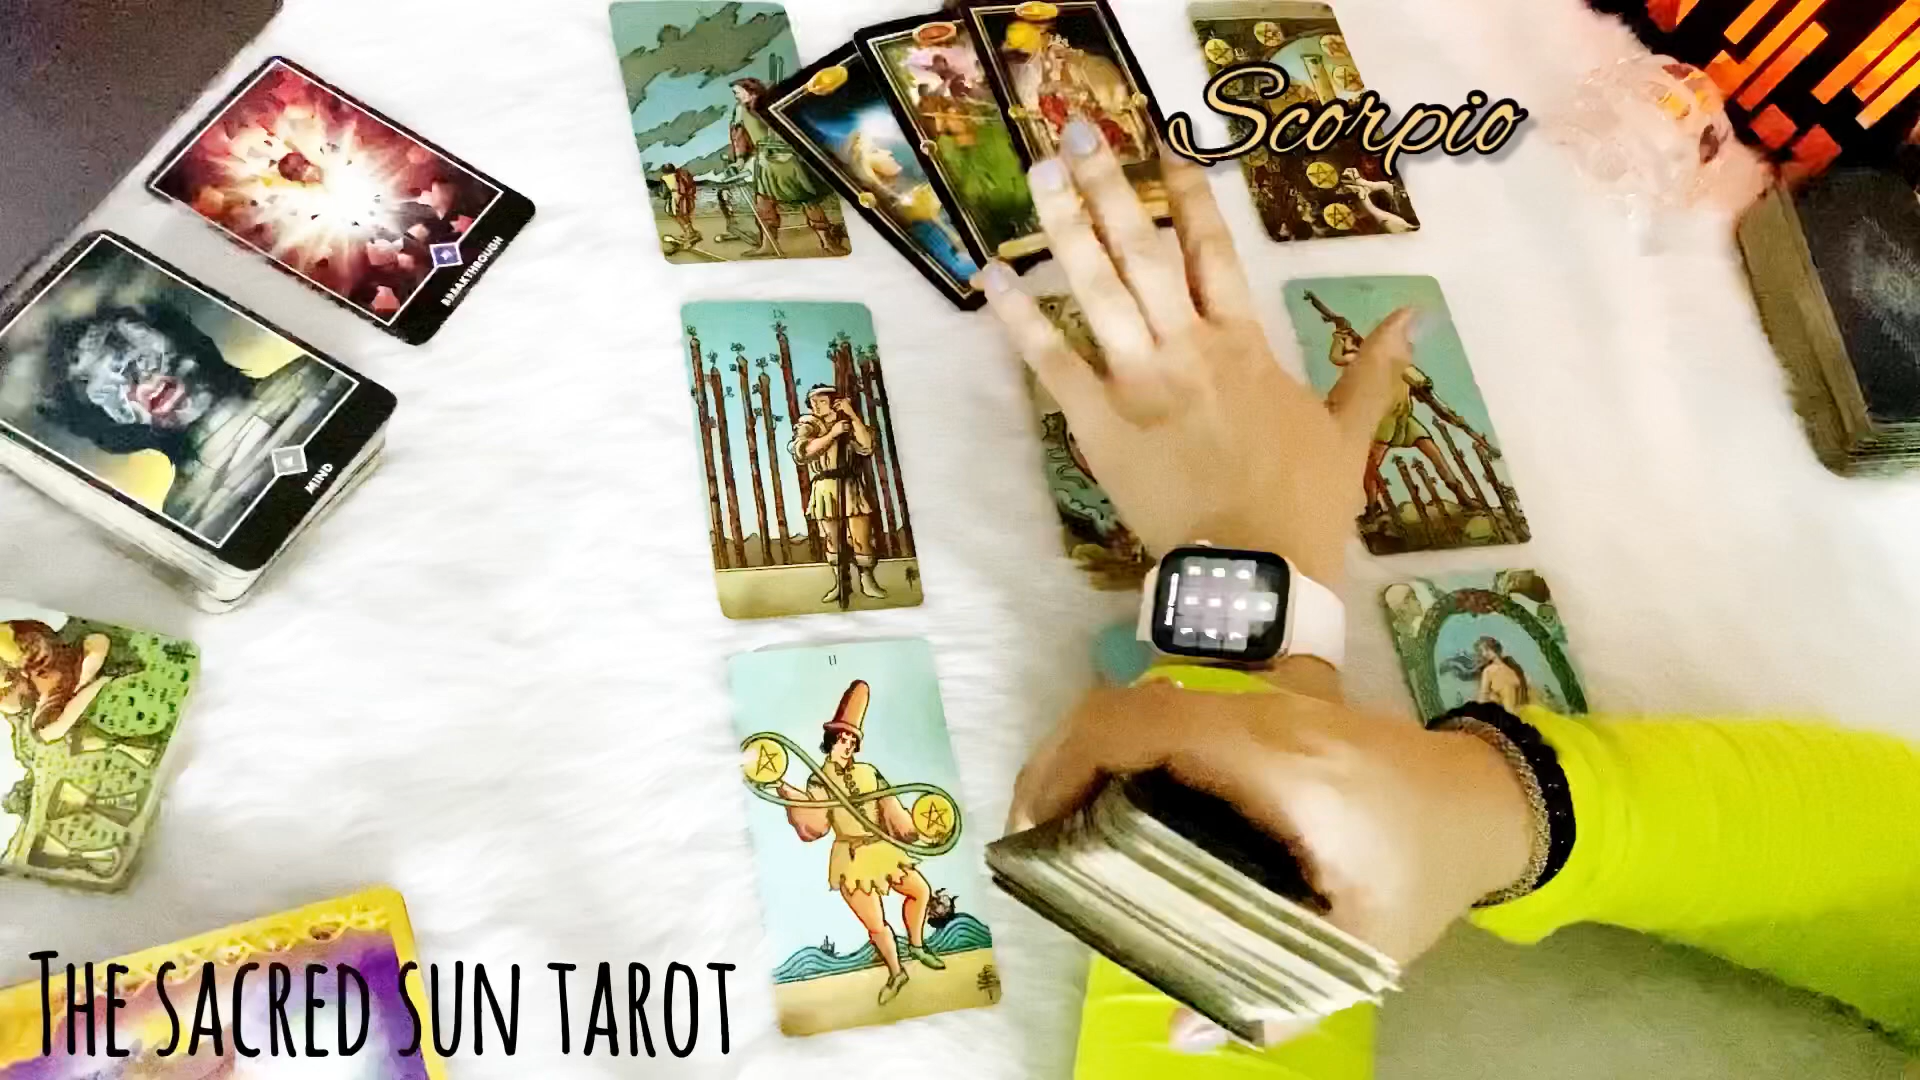 Scorpio
BREAKTHROUGH
MIND
IX
II
THE SACRED SUN TAROT